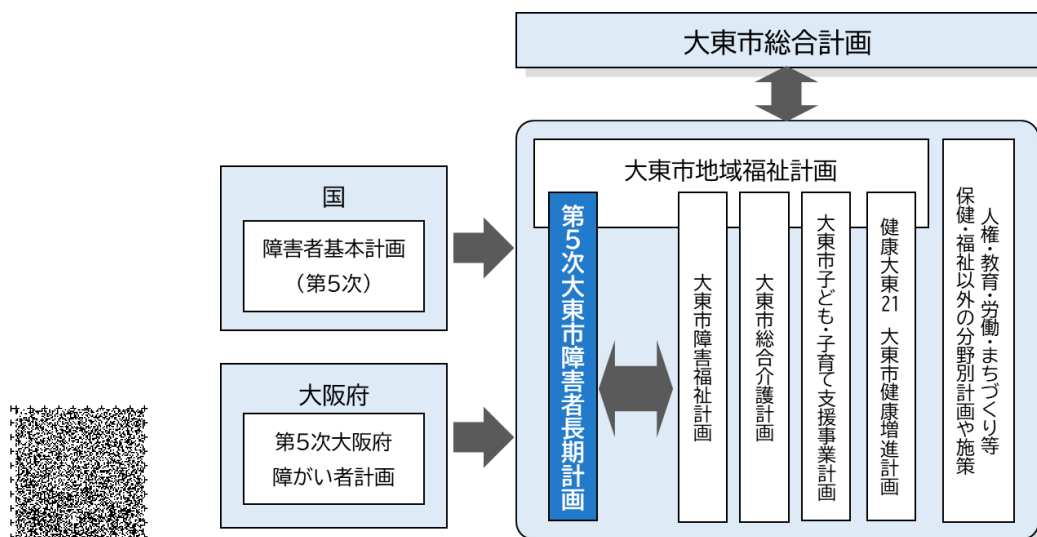 大東市総合計画
大東市地域福祉計画
国
障害者基本計画
（第5次）
大阪府
第5次大阪府
障がい者計画
第5次大東市障害者長期計画
大東市障害福祉計画
大東市総合介護計画
大東市子ども・子育て支援事業計画
健康大東21　大東市健康増進計画
人権・教育・労働・まちづくり等
保健・福祉以外の分野別計画や施策